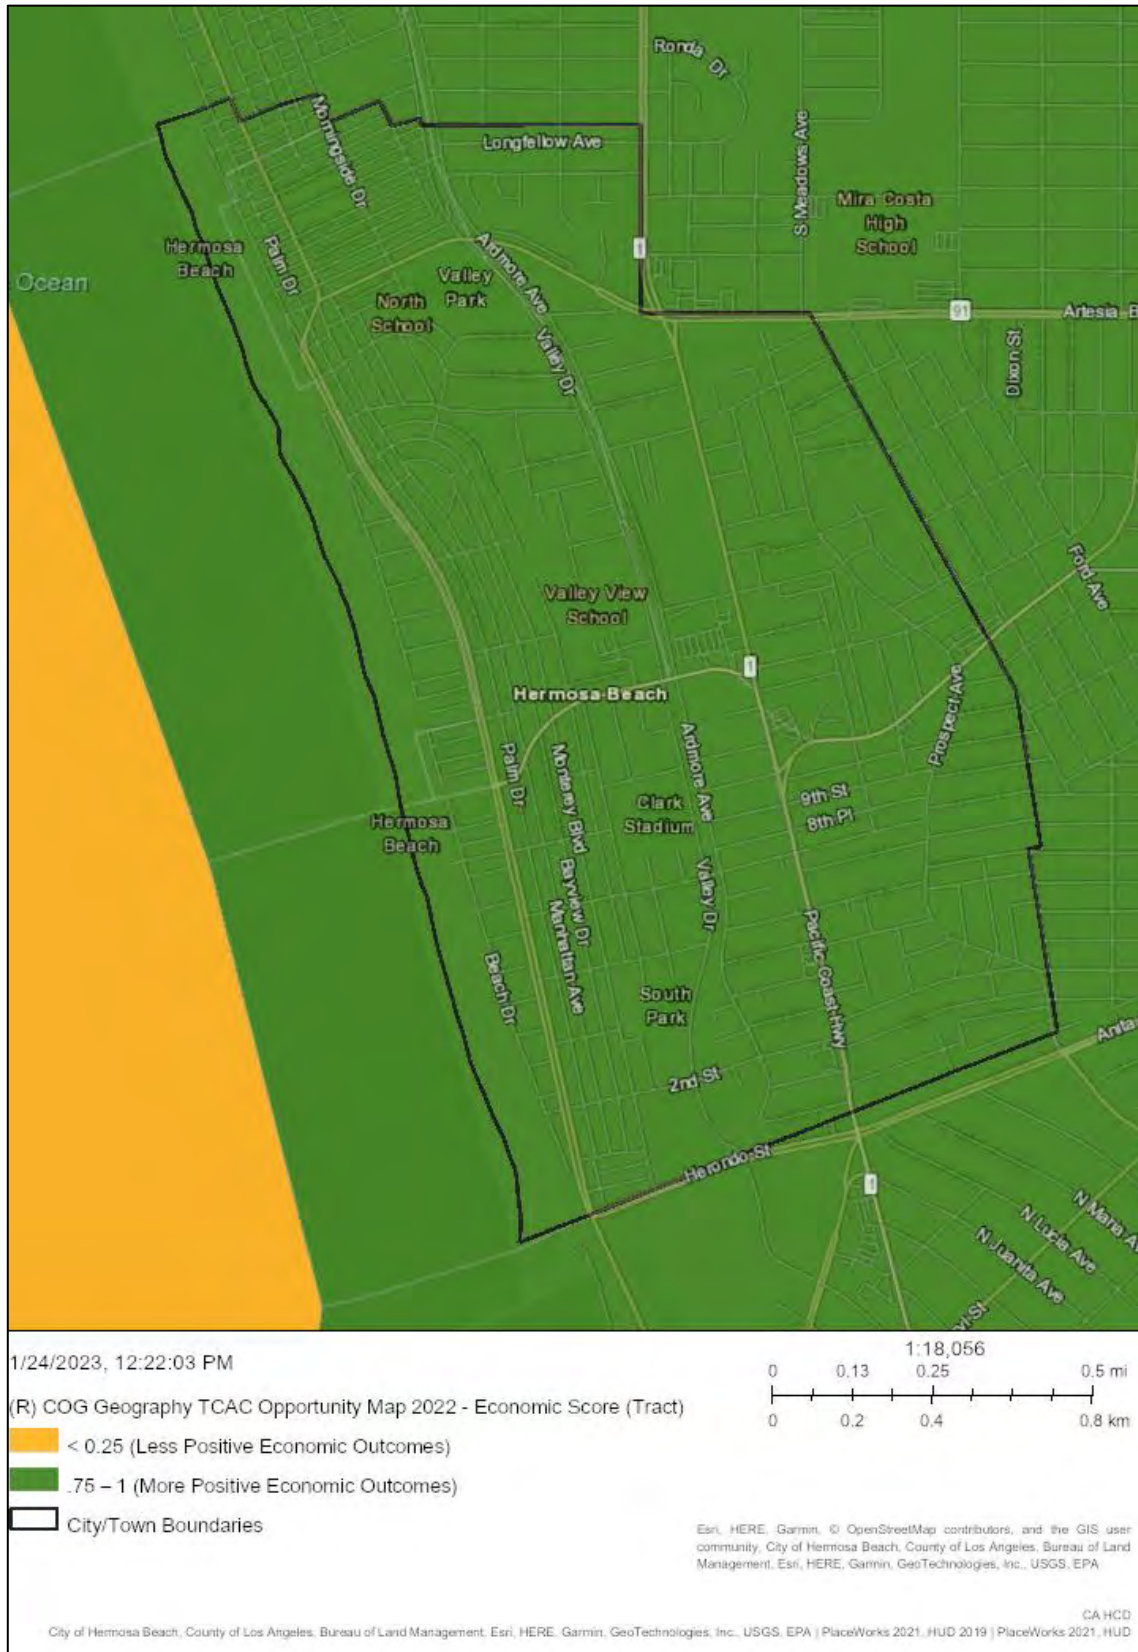 Ronda Dr
Longfellow Ave
Morningside Dr
S Meadows Ave
Mira Costa
High
School
Hermosa
Beach
Palm Dr
1
Ardmore Ave
Valley
Park
Ocean
North
School
91
Artesia B
Valley Dr
Dixon St
Ford Ave
Valley View
School
1
Hermosa Beach
Prospect Ave
Palm Dr
Monterey Blvd
Ardmore Ave
9th St
8th Pl
Clark
Stadium
Hermosa
Beach
Bayview Dr
Valley Dr
Manhattan Ave
Pacific Coast Hwy
Beach Dr
South
Park
Anita
2nd St
Herondo St
1
N Maria Av
N Lucia Ave
N Juanita Ave
yl St
1/24/2023, 12:22:03 PM
1:18,056
0 0.13 0.25 0.5 mi
0 0.2 0.4 0.8 km
(R) COG Geography TCAC Opportunity Map 2022 - Economic Score (Tract)
< 0.25 (Less Positive Economic Outcomes)
.75 – 1 (More Positive Economic Outcomes)
City/Town Boundaries
Esri, HERE, Garmin, © OpenStreetMap contributors, and the GIS user
community, City of Hermosa Beach, County of Los Angeles, Bureau of Land
Management, Esri, HERE, Garmin, GeoTechnologies, Inc., USGS, EPA
CA HCD
City of Hermosa Beach, County of Los Angeles, Bureau of Land Management, Esri, HERE, Garmin, GeoTechnologies, Inc., USGS, EPA | PlaceWorks 2021, HUD 2019 | PlaceWorks 2021, HUD